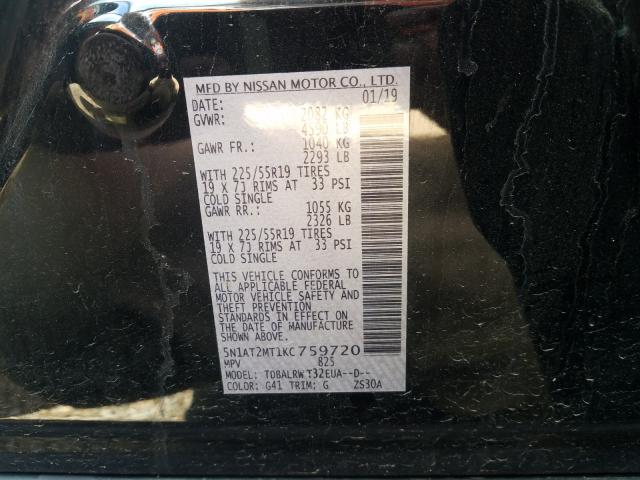 MFD BY NISSAN MOTOR CO., LTD.
DATE: 01/19
GVWR: 2082 KG
4590 LB
GAWR FR.: 1040 KG
2293 LB
WITH 225/55R19 TIRES
19 X 7J RIMS AT 33 PSI
COLD SINGLE
GAWR RR.: 1055 KG
2326 LB
WITH 225/55R19 TIRES
19 X 7J RIMS AT 33 PSI
COLD SINGLE
THIS VEHICLE CONFORMS TO
ALL APPLICABLE FEDERAL
MOTOR VEHICLE SAFETY AND
THEFT PREVENTION
STANDARDS IN EFFECT ON
THE DATE OF MANUFACTURE
SHOWN ABOVE.
5N1AT2MT1KC759720
MPV 825
MODEL: TOBALRWT32EUA--D--
COLOR: G41 TRIM: G ZS30A